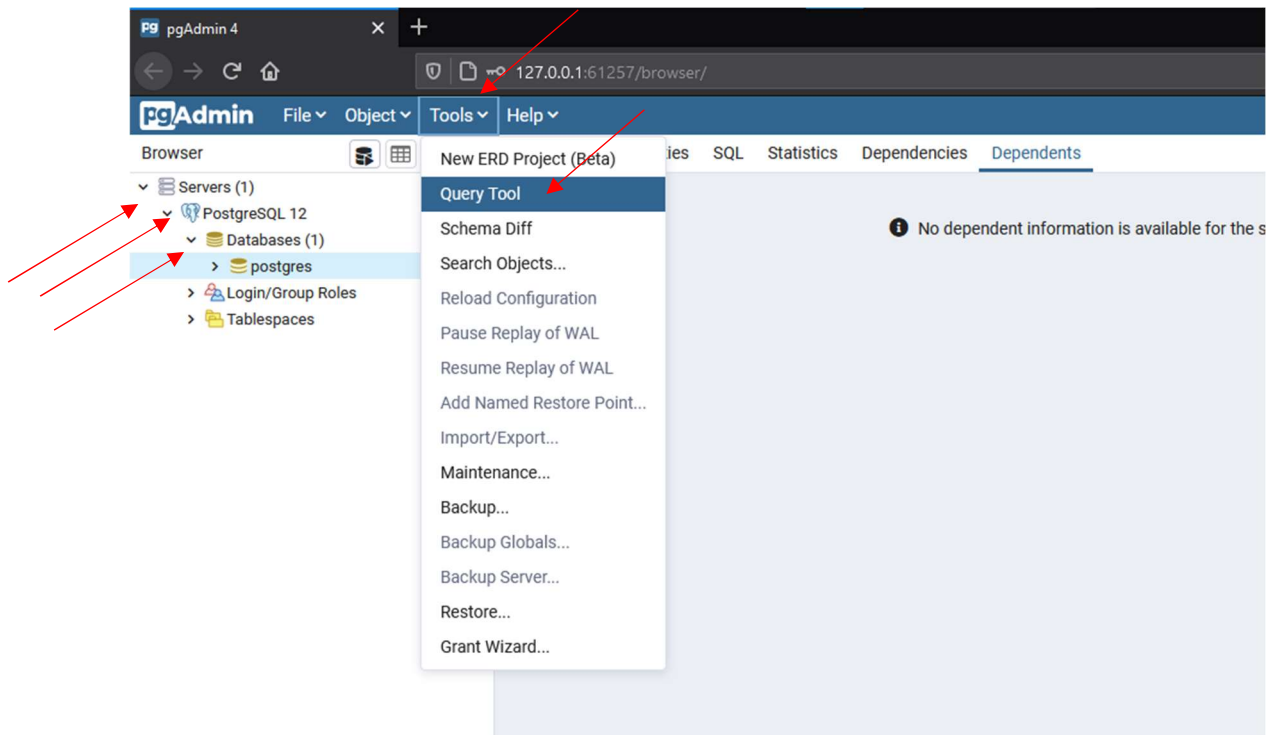 pgAdmin 4
127.0.0.1:61257/browser/
pgAdmin File Object Tools Help
Browser
SQL Statistics Dependencies Dependents
Servers (1)
PostgreSQL 12
Databases (1)
postgres
Login/Group Roles
Tablespaces
New ERD Project (Beta)
Query Tool
Schema Diff
Search Objects...
Reload Configuration
Pause Replay of WAL
Resume Replay of WAL
Add Named Restore Point...
Import/Export...
Maintenance...
Backup...
Backup Globals...
Backup Server...
Restore...
Grant Wizard...
No dependent information is available for the s